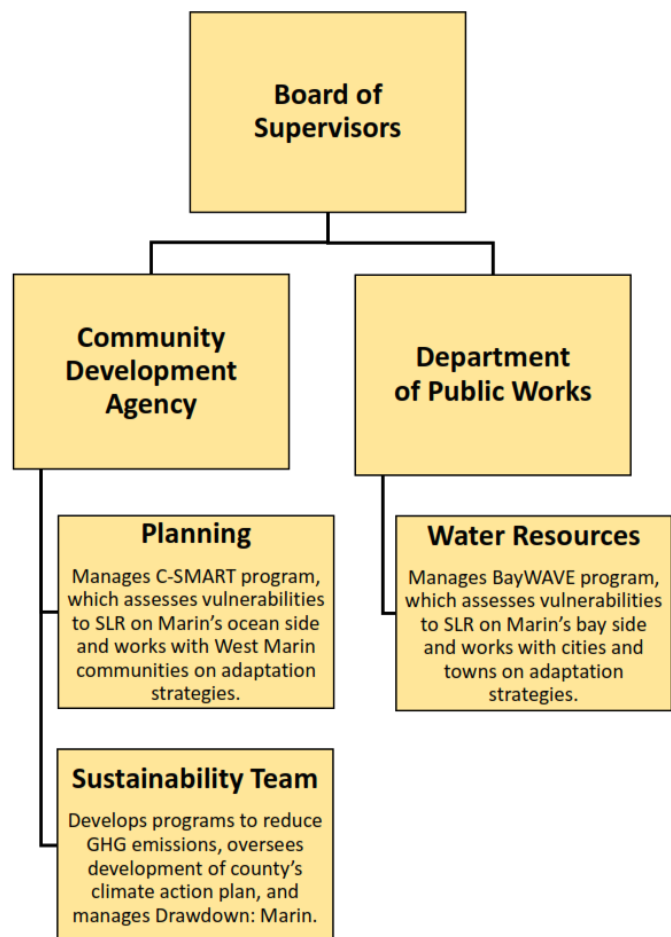 Board of
Supervisors
Community
Development
Agency
Department
of Public Works
Planning
Manages C-SMART program,
which assesses vulnerabilities
to SLR on Marin’s ocean side
and works with West Marin
communities on adaptation
strategies.
Water Resources
Manages BayWAVE program,
which assesses vulnerabilities
to SLR on Marin’s bay side
and works with cities and
towns on adaptation
strategies.
Sustainability Team
Develops programs to reduce
GHG emissions, oversees
development of county’s
climate action plan, and
manages Drawdown: Marin.